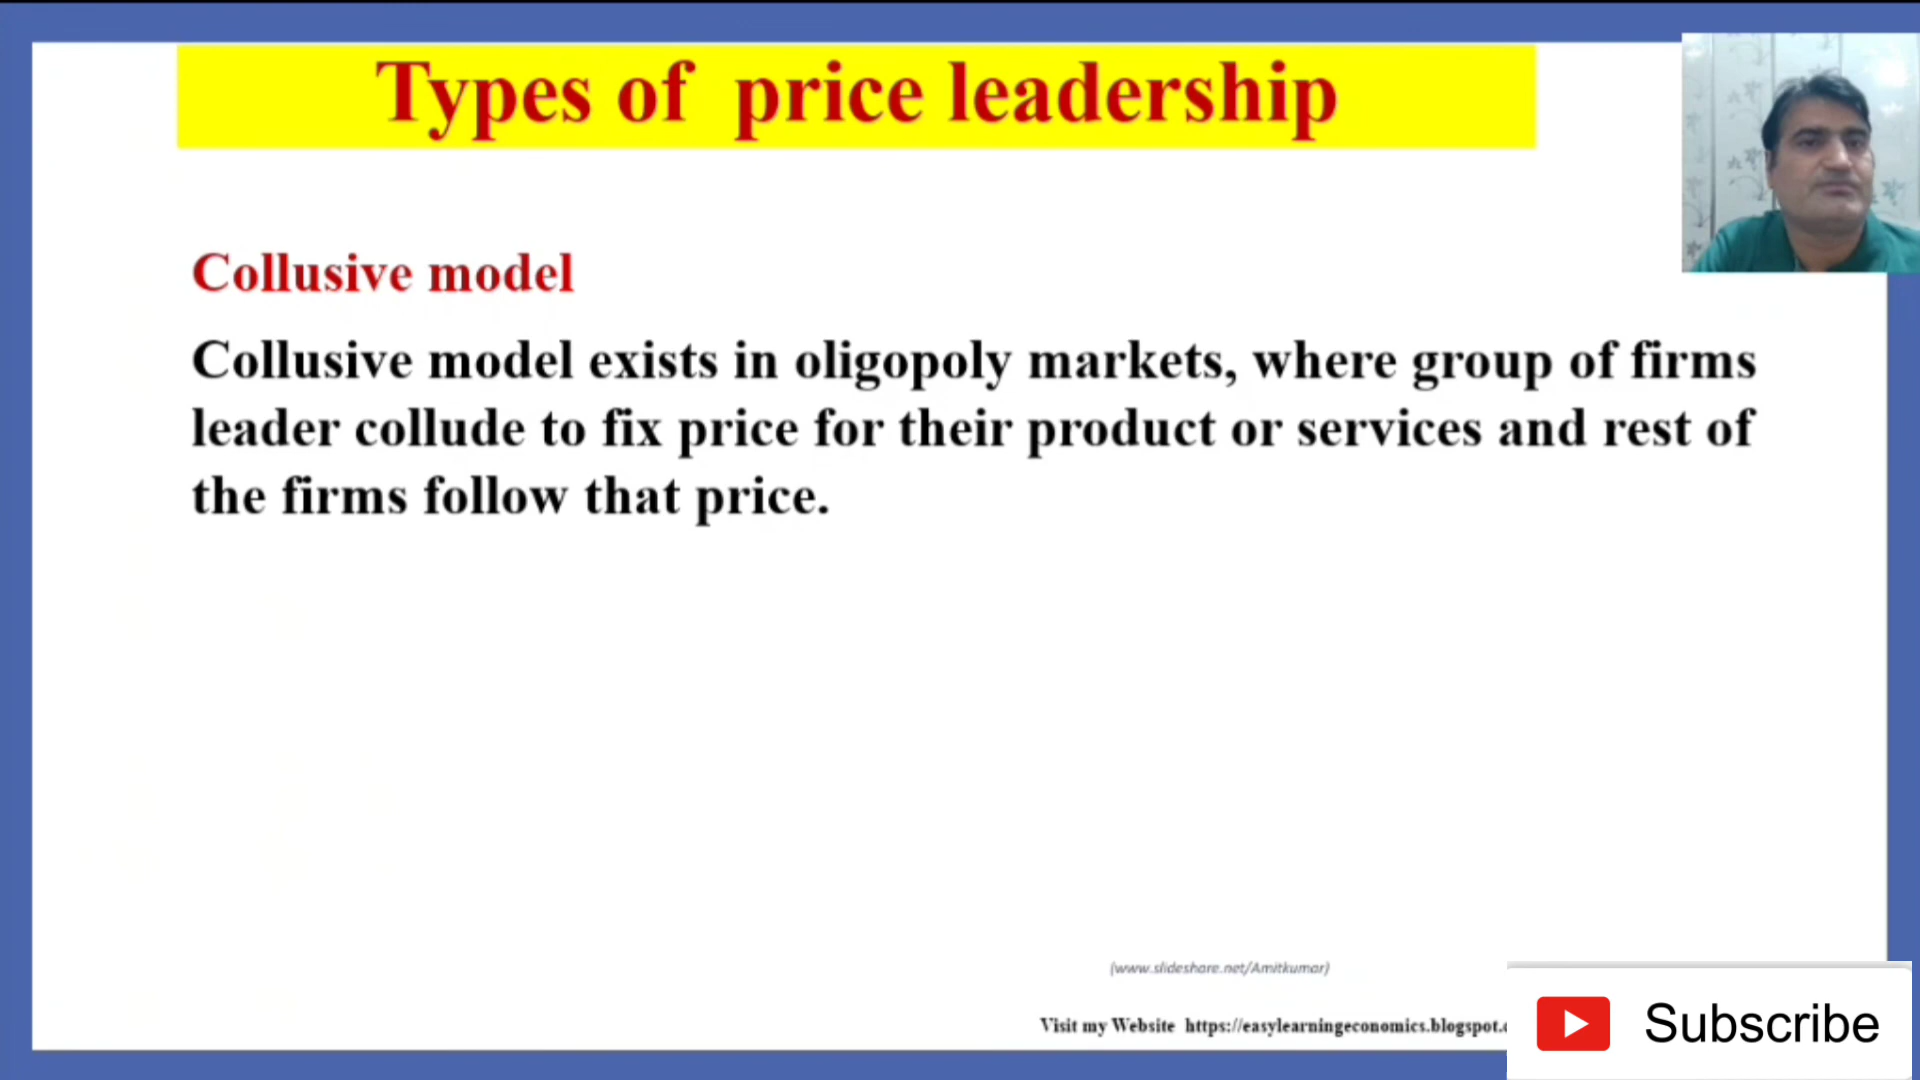 Types of price leadership
Collusive model
Collusive model exists in oligopoly markets, where group of firms
leader collude to fix price for their product or services and rest of
the firms follow that price.
(www.slideshare.net/Amitkumar)
Visit my Website https://easylearningeconomics.blogspot.
Subscribe